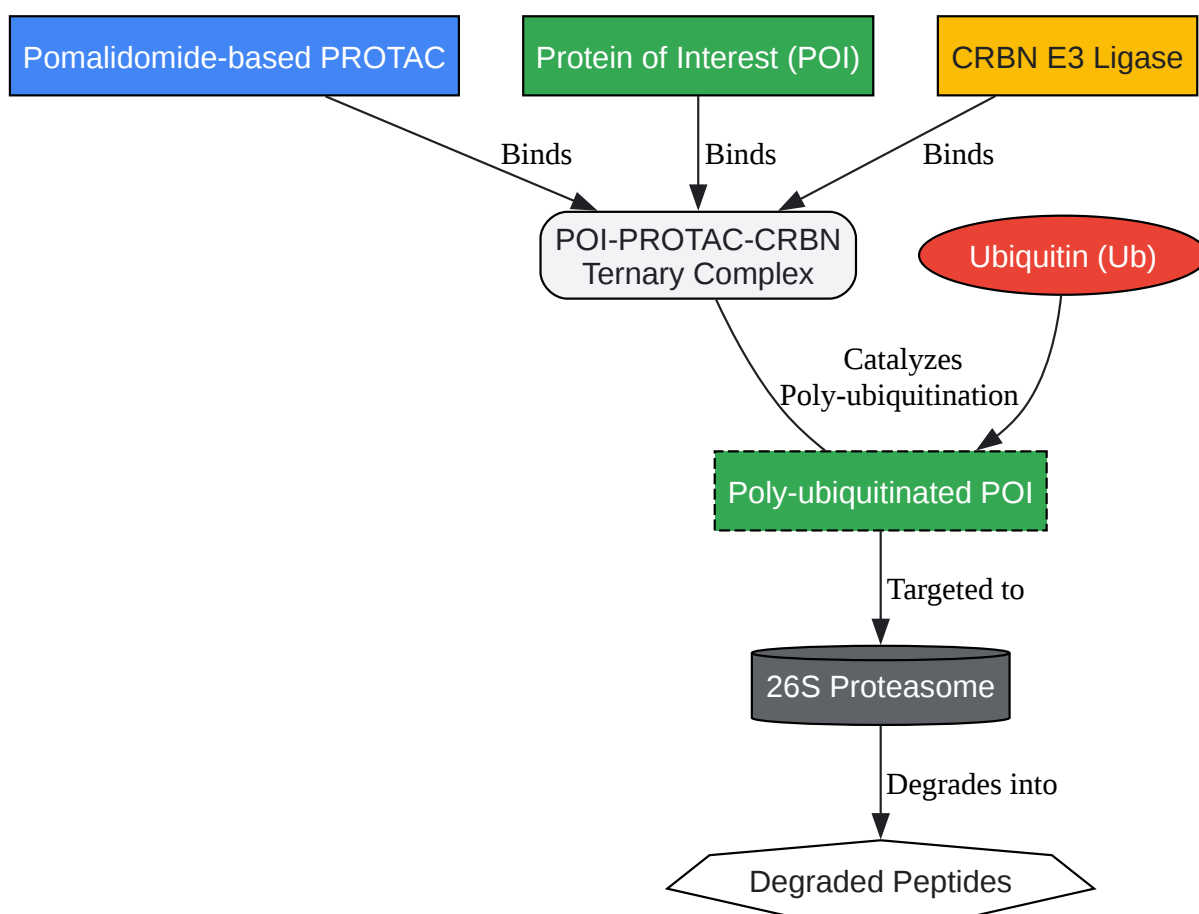 Pomalidomide-based PROTAC
Protein of Interest (POI)
CRBN E3 Ligase
Binds
Binds
Binds
POI-PROTAC-CRBN
Ternary Complex
Ubiquitin (Ub)
Catalyzes
Poly-ubiquitination
Poly-ubiquitinated POI
Targeted to
26S Proteasome
Degrades into
Degraded Peptides